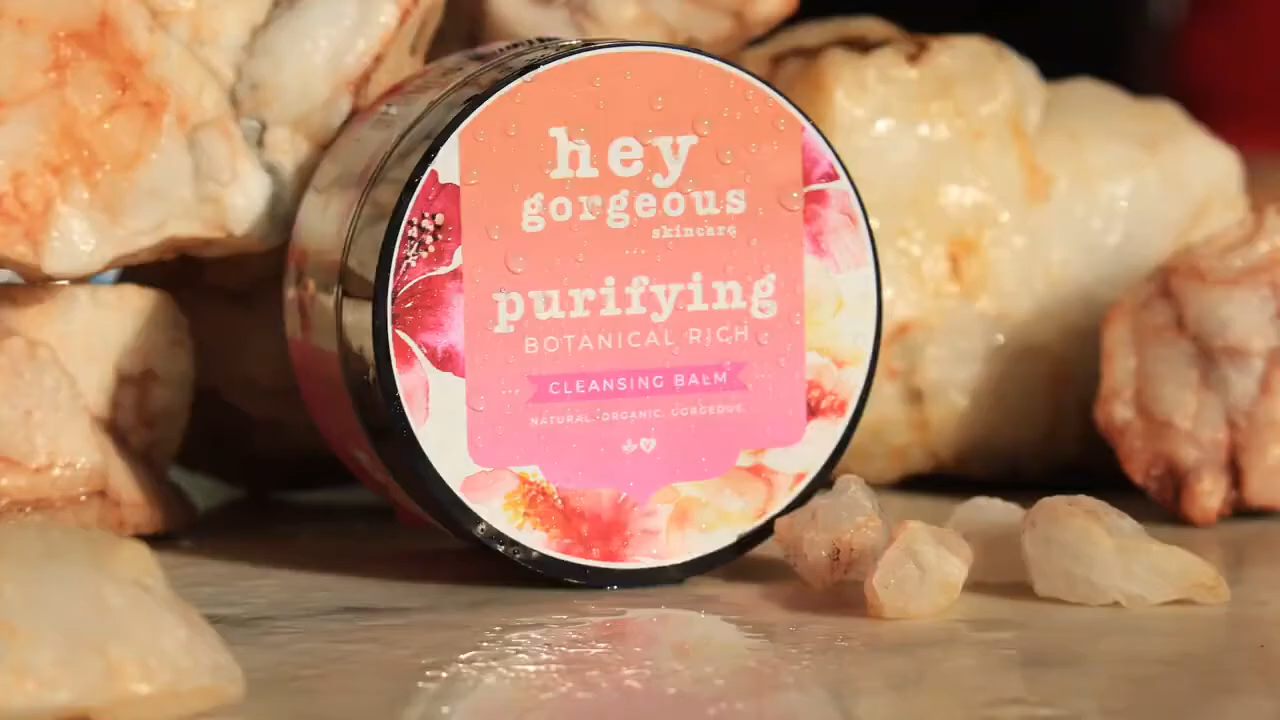 hey
gorgeous
skincare
purifying
BOTANICAL RICH
CLEANSING BALM
NATURAL. ORGANIC. GORGEOUS.